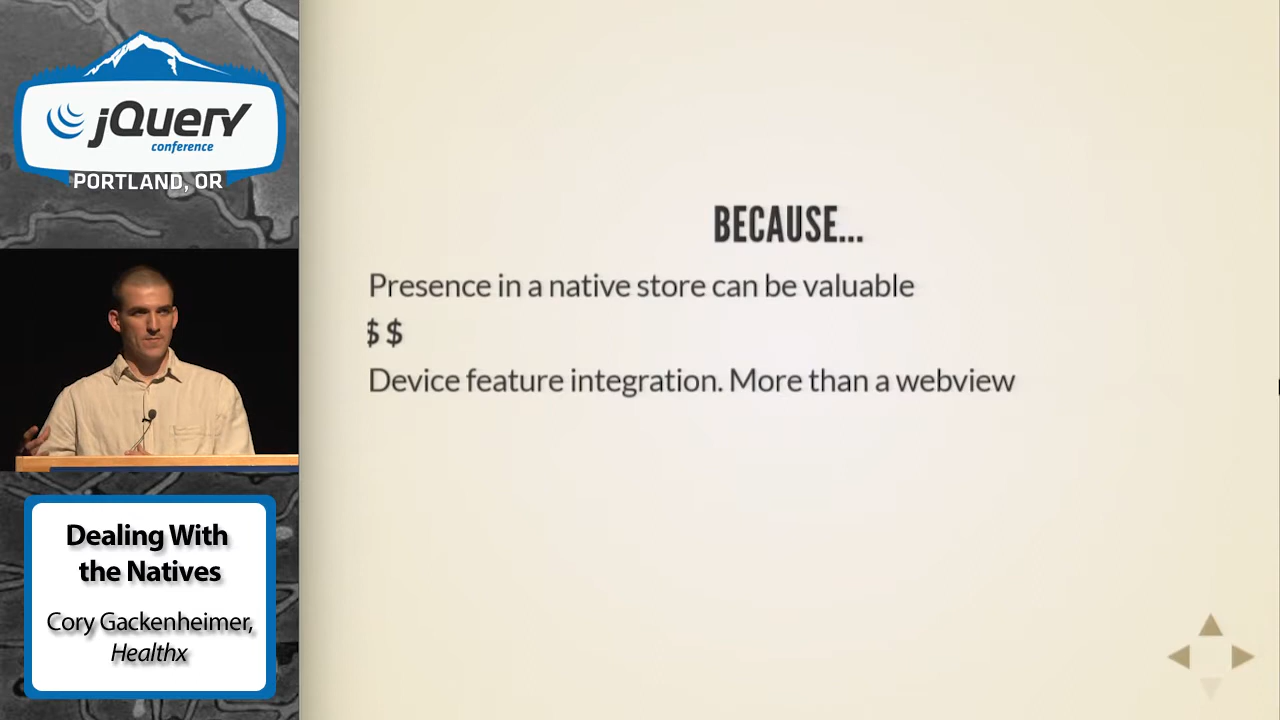 jQuery
conference
PORTLAND, OR
BECAUSE...
Presence in a native store can be valuable
$ $
Device feature integration. More than a webview
Dealing With
the Natives
Cory Gackenheimer,
Healthx